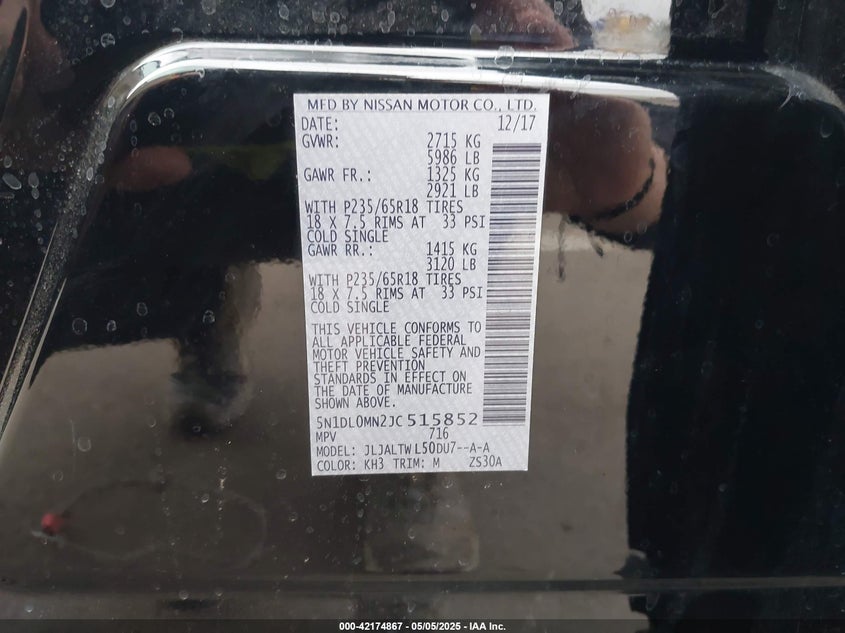 MFD BY NISSAN MOTOR CO., LTD.
DATE: 12/17
GVWR: 2715 KG
5986 LB
GAWR FR.: 1325 KG
2921 LB
WITH P235/65R18 TIRES
18 X 7.5 RIMS AT 33 PSI
COLD SINGLE
GAWR RR.: 1415 KG
3120 LB
WITH P235/65R18 TIRES
18 X 7.5 RIMS AT 33 PSI
COLD SINGLE
THIS VEHICLE CONFORMS TO
ALL APPLICABLE FEDERAL
MOTOR VEHICLE SAFETY AND
THEFT PREVENTION
STANDARDS IN EFFECT ON
THE DATE OF MANUFACTURE
SHOWN ABOVE.
5N1DL0MN2JC515852
MPV 716
MODEL: JLJALTWL50DU7--A-A
COLOR: KH3 TRIM: M ZS30A
000-42174867 - 05/05/2025 - IAA Inc.